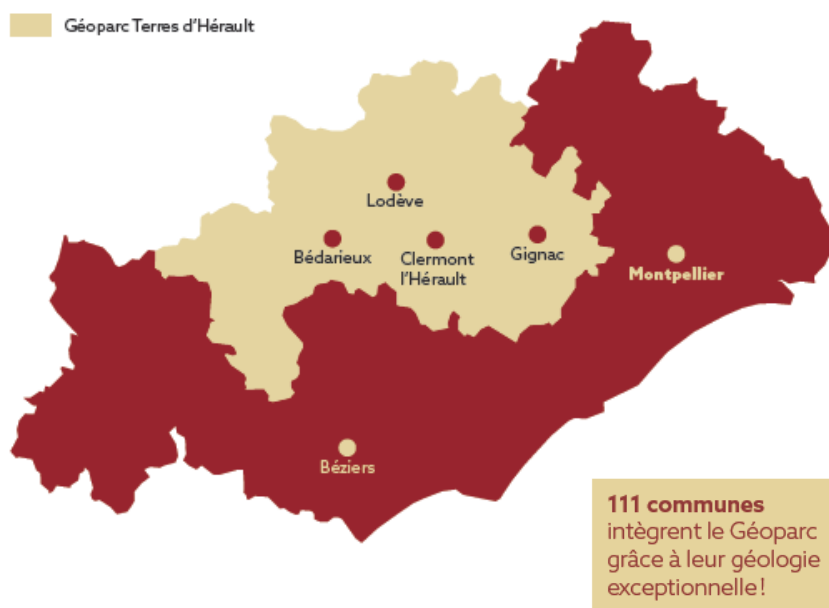 Géoparc Terres d'Hérault
Lodève
Bédarieux
Clermont
l'Hérault
Gignac
Montpellier
Béziers
111 communes
intègrent le Géoparc
grâce à leur géologie
exceptionnelle!